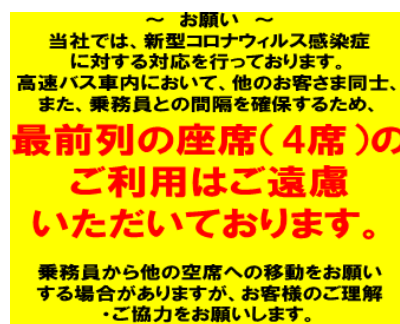 ～ お願い ～
当社では、新型コロナウィルス感染症
に対する対応を行っております。
高速バス車内において、他のお客さま同士、
また、乗務員との間隔を確保するため、
最前列の座席（４席）の
ご利用はご遠慮
いただいております。
乗務員から他の空席への移動をお願い
する場合がありますが、お客様のご理解
・ご協力をお願いします。